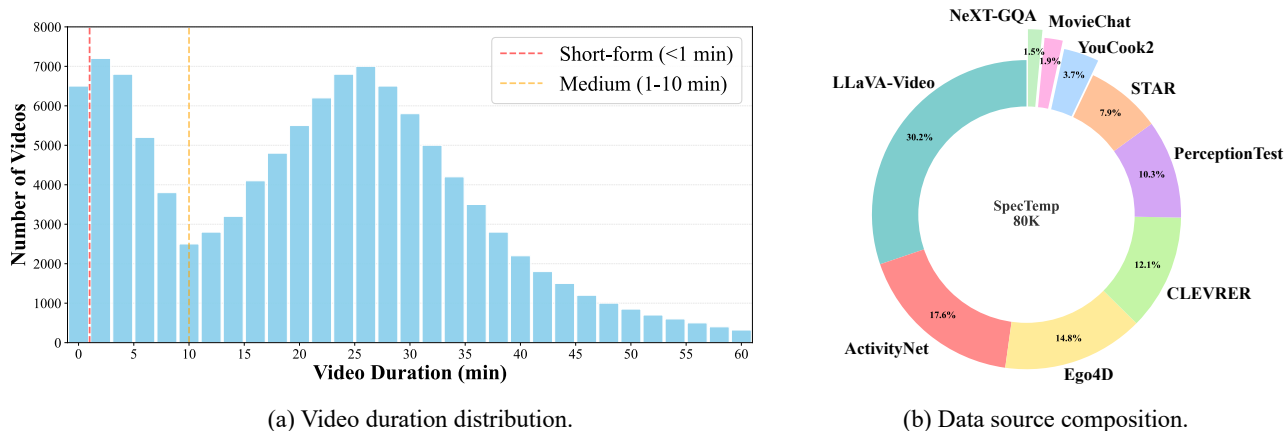 8000
7000
6000
5000
4000
3000
2000
1000
0
Number of Videos
Short-form (<1 min)
Medium (1-10 min)
0 5 10 15 20 25 30 35 40 45 50 55 60
Video Duration (min)
(a) Video duration distribution.
NeXT-GQA
MovieChat
YouCook2
STAR
PerceptionTest
CLEVRER
Ego4D
ActivityNet
LLaVA-Video
1.5%
1.9%
3.7%
7.9%
10.3%
12.1%
14.8%
17.6%
30.2%
SpecTemp
80K
(b) Data source composition.